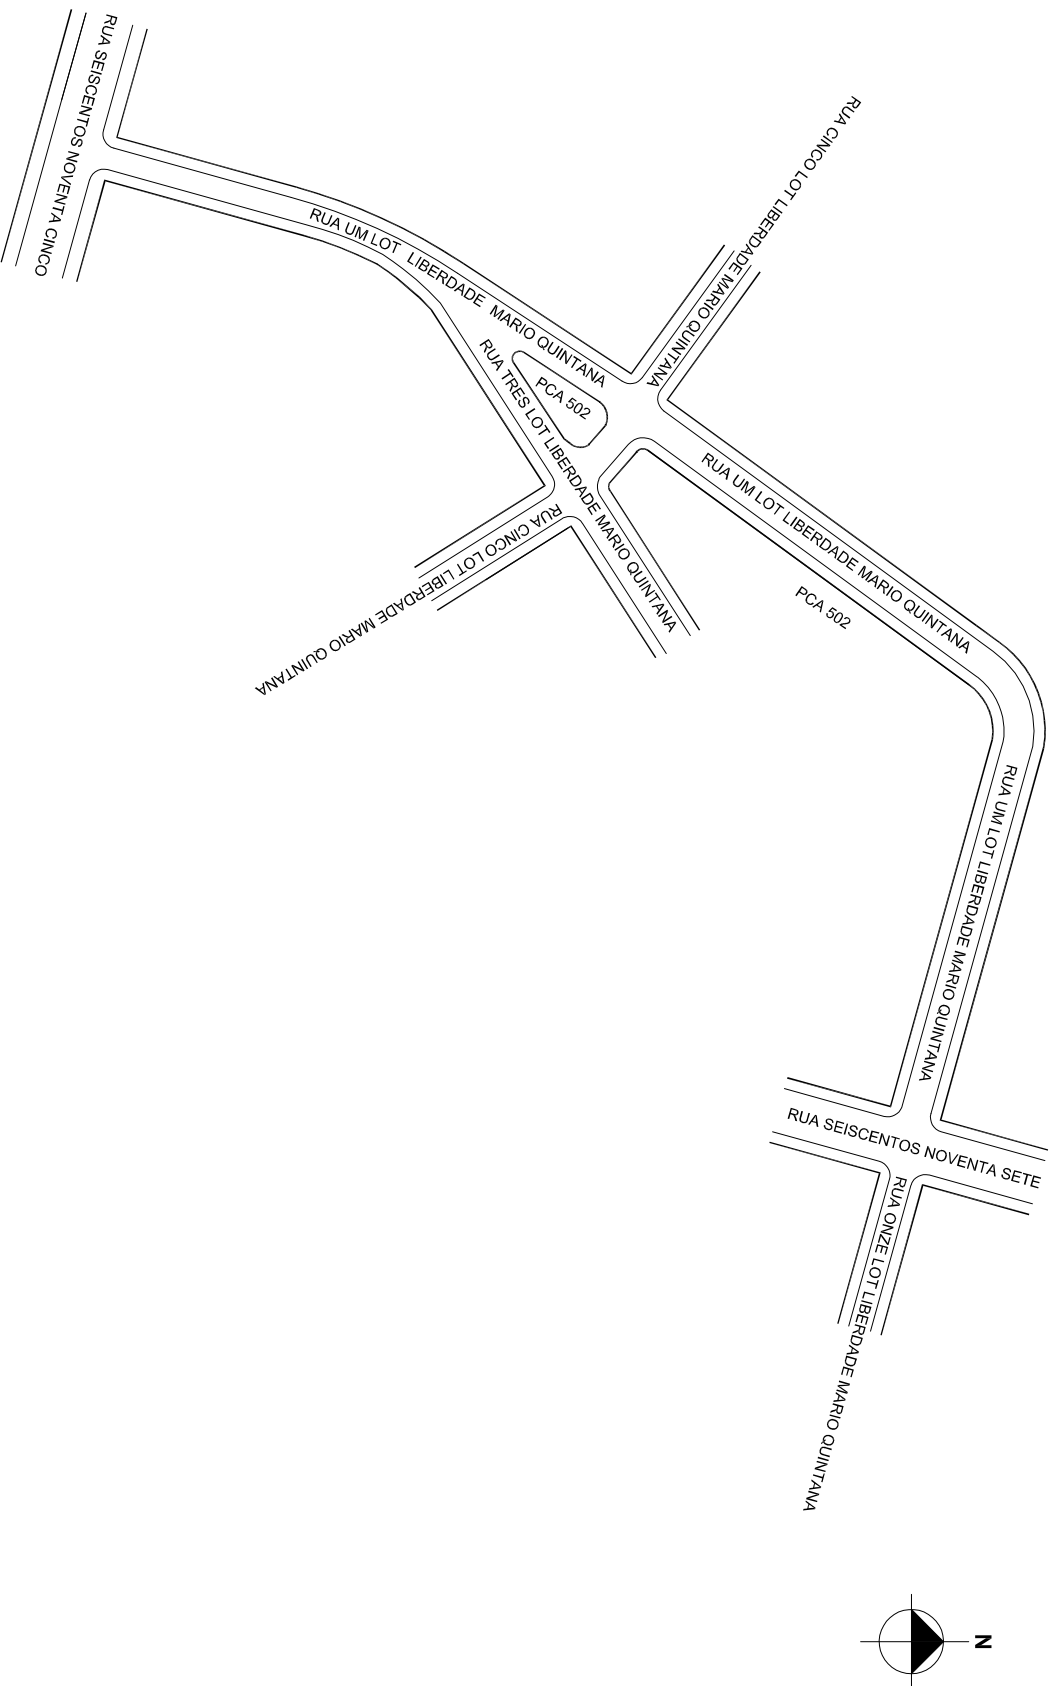 RUA SEISCENTOS NOVENTA CINCO
RUA CINCO LOT LIBERDADE MARIO QUINTANA
RUA UM LOT LIBERDADE MARIO QUINTANA
RUA TRES LOT LIBERDADE MARIO QUINTANA
PCA 502
RUA UM LOT LIBERDADE MARIO QUINTANA
RUA CINCO LOT LIBERDADE MARIO QUINTANA
PCA 502
RUA UM LOT LIBERDADE MARIO QUINTANA
RUA SEISCENTOS NOVENTA SETE
RUA ONZE LOT LIBERDADE MARIO QUINTANA
N